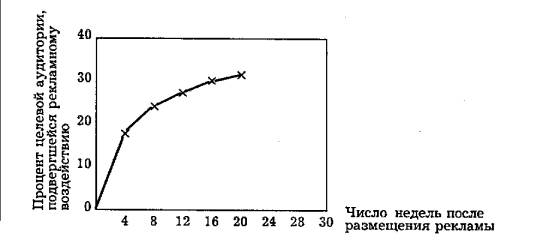 Процент целевой аудитории,
подвергшейся рекламному
воздействию
40
30
20
10
0
4 8 12 16 20 24 28 30
Число недель после
размещения рекламы